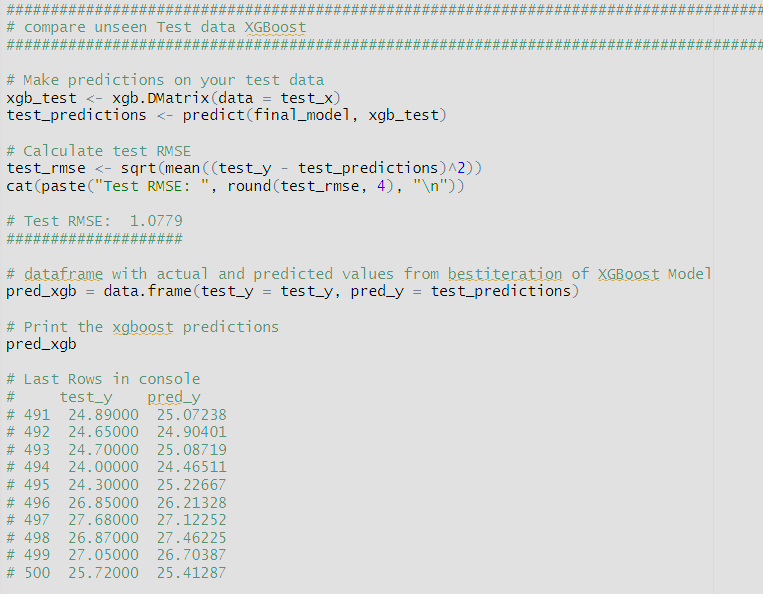 ######################################################################################
# compare unseen Test data XGBoost
######################################################################################
# Make predictions on your test data
xgb_test <- xgb.DMatrix(data = test_x)
test_predictions <- predict(final_model, xgb_test)
# Calculate test RMSE
test_rmse <- sqrt(mean((test_y - test_predictions)^2))
cat(paste("Test RMSE: ", round(test_rmse, 4), "\n"))
# Test RMSE:  1.0779
####################
# dataframe with actual and predicted values from bestiteration of XGBoost Model
pred_xgb = data.frame(test_y = test_y, pred_y = test_predictions)
# Print the xgboost predictions
pred_xgb
# Last Rows in console
#     test_y    pred_y
# 491  24.89000  25.07238
# 492  24.65000  24.90401
# 493  24.70000  25.08719
# 494  24.00000  24.46511
# 495  24.30000  25.22667
# 496  26.85000  26.21328
# 497  27.68000  27.12252
# 498  26.87000  27.46225
# 499  27.05000  26.70387
# 500  25.72000  25.41287